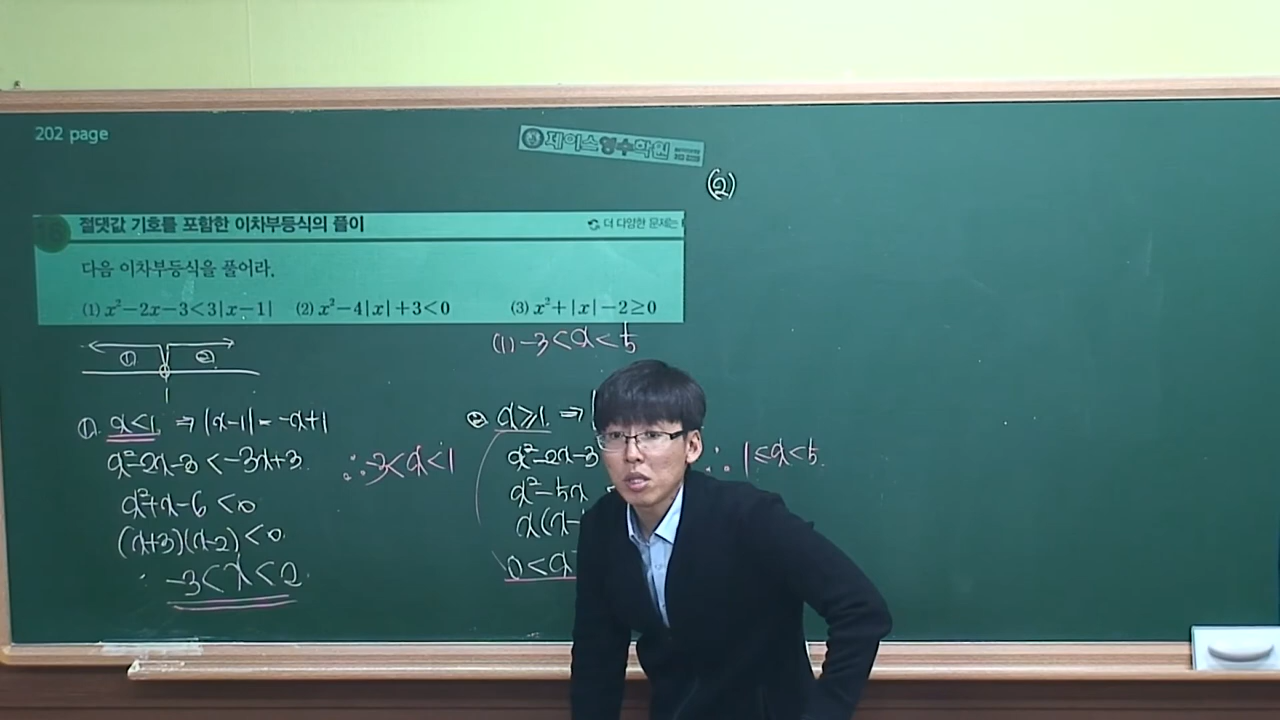 202 page
제이스영수학원
(2)
16 절댓값 기호를 포함한 이차부등식의 풀이
더 다양한 문제는
다음 이차부등식을 풀어라.
(1) x²−2x−3<3|x−1| (2) x²−4|x|+3<0 (3) x²+|x|−2≥0
(1) -3<x<5
① ②
1
①. x<1. ⇒ |x-1| = -x+1
x²-2x-3 < -3x+3.
x²+x-6 <0
(x+3)(x-2) <0.
∴ -3<x<2.
∴ -3<x<1
②. x≥1. ⇒ |
x²-2x-3
x²-5x
x(x-
0<x
∴ 1≤x<5.